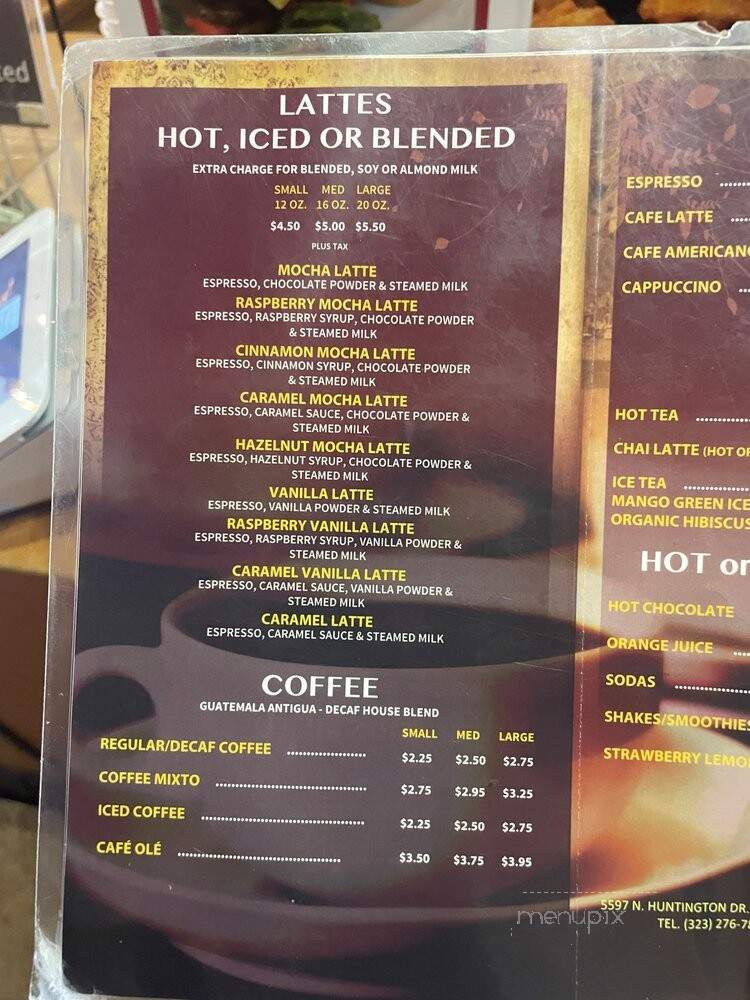 ed
LATTES
HOT, ICED OR BLENDED
EXTRA CHARGE FOR BLENDED, SOY OR ALMOND MILK
SMALL MED LARGE
12 OZ. 16 OZ. 20 OZ.
$4.50 $5.00 $5.50
PLUS TAX
MOCHA LATTE
ESPRESSO, CHOCOLATE POWDER & STEAMED MILK
RASPBERRY MOCHA LATTE
ESPRESSO, RASPBERRY SYRUP, CHOCOLATE POWDER
& STEAMED MILK
CINNAMON MOCHA LATTE
ESPRESSO, CINNAMON SYRUP, CHOCOLATE POWDER
& STEAMED MILK
CARAMEL MOCHA LATTE
ESPRESSO, CARAMEL SAUCE, CHOCOLATE POWDER &
STEAMED MILK
HAZELNUT MOCHA LATTE
ESPRESSO, HAZELNUT SYRUP, CHOCOLATE POWDER &
STEAMED MILK
VANILLA LATTE
ESPRESSO, VANILLA POWDER & STEAMED MILK
RASPBERRY VANILLA LATTE
ESPRESSO, RASPBERRY SYRUP, VANILLA POWDER &
STEAMED MILK
CARAMEL VANILLA LATTE
ESPRESSO, CARAMEL SAUCE, VANILLA POWDER &
STEAMED MILK
CARAMEL LATTE
ESPRESSO, CARAMEL SAUCE & STEAMED MILK
COFFEE
GUATEMALA ANTIGUA - DECAF HOUSE BLEND
SMALL MED LARGE
REGULAR/DECAF COFFEE .................... $2.25 $2.50 $2.75
COFFEE MIXTO ........................................ $2.75 $2.95 $3.25
ICED COFFEE ........................................... $2.25 $2.50 $2.75
CAFÉ OLÉ ........................................... $3.50 $3.75 $3.95
ESPRESSO ......
CAFE LATTE ....
CAFE AMERICANO
CAPPUCCINO ..
HOT TEA ..............
CHAI LATTE (HOT OR
ICE TEA .................
MANGO GREEN ICE
ORGANIC HIBISCUS
HOT or
HOT CHOCOLATE
ORANGE JUICE ....
SODAS ....................
SHAKES/SMOOTHIES
STRAWBERRY LEMO
5597 N. HUNTINGTON DR.
TEL. (323) 276-78
menupix